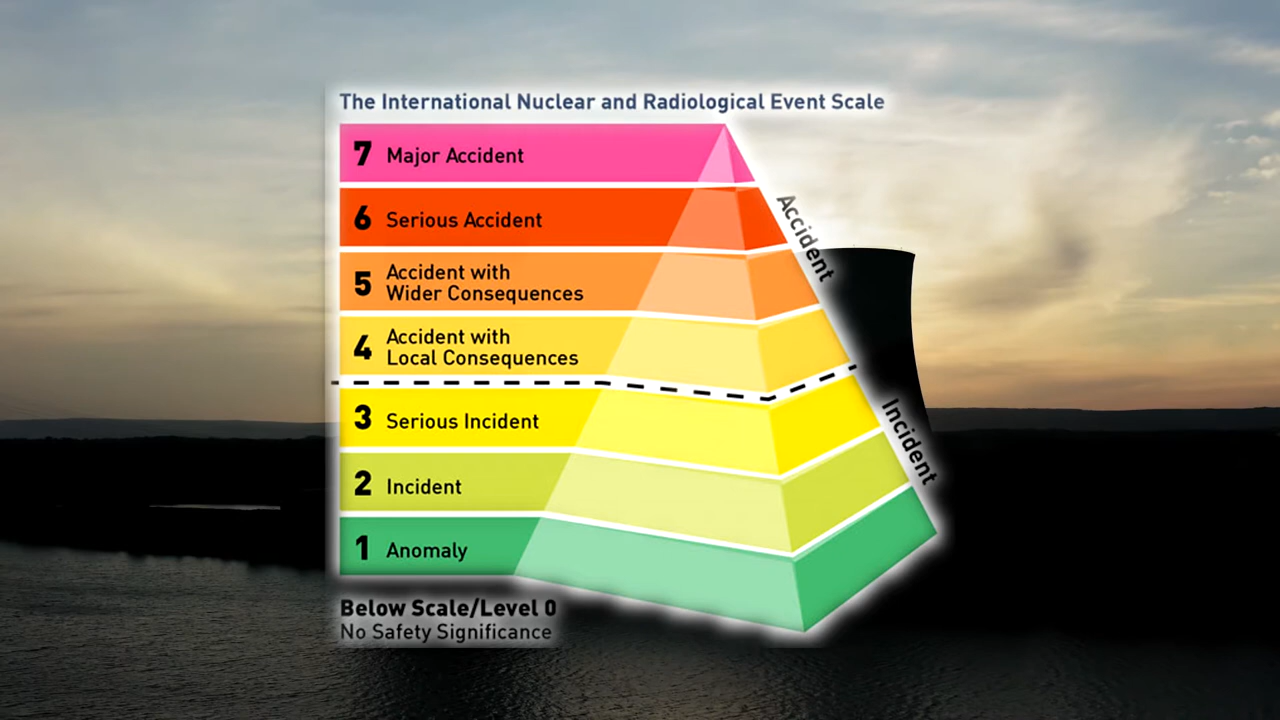 The International Nuclear and Radiological Event Scale
7 Major Accident
6 Serious Accident
5 Accident with
Wider Consequences
4 Accident with
Local Consequences
3 Serious Incident
2 Incident
1 Anomaly
Below Scale/Level 0
No Safety Significance
Accident
Incident